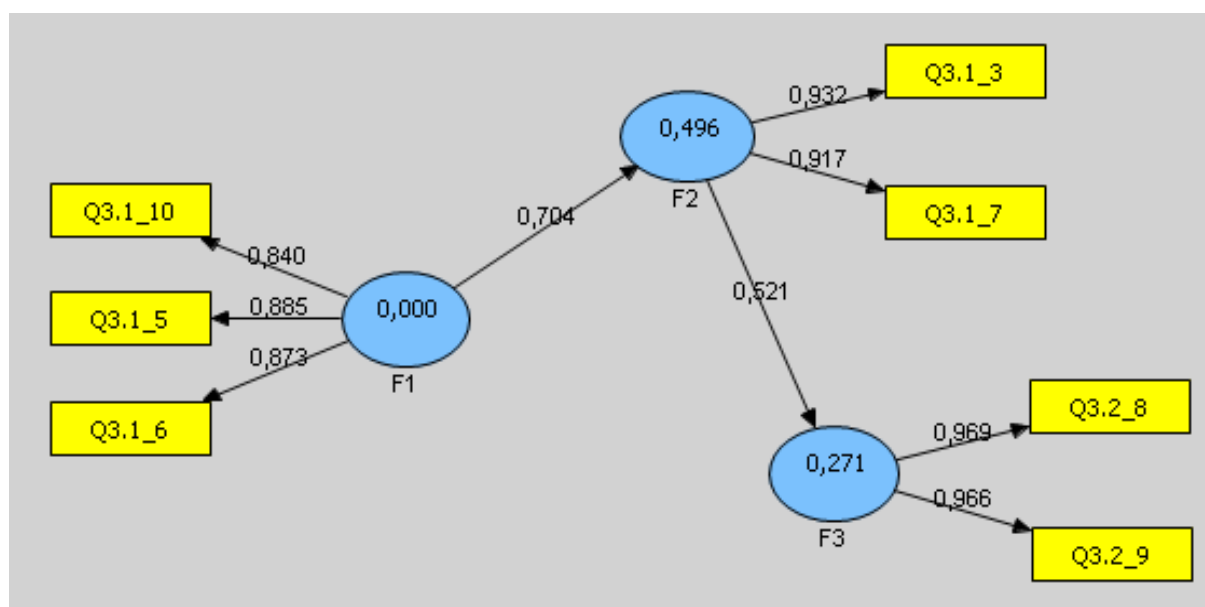 Q3.1_3
0,932
0,496
0,917
F2
Q3.1_7
Q3.1_10
0,840
0,704
0,885
0,000
Q3.1_5
0,521
0,873
F1
Q3.1_6
Q3.2_8
0,969
0,271
0,966
F3
Q3.2_9